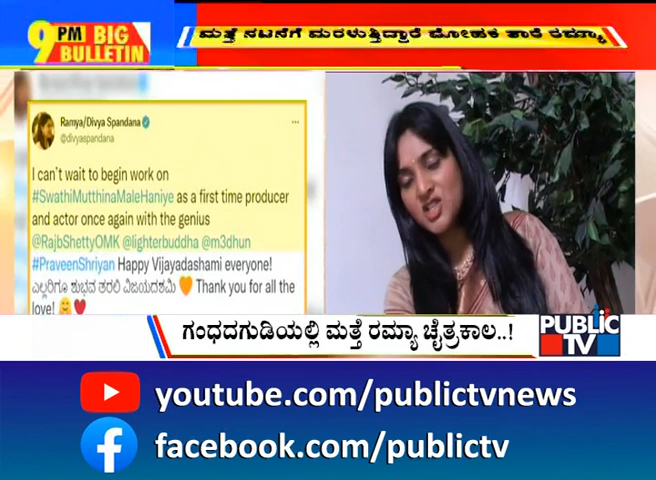 9 PM BIG
BULLETIN
ಮತ್ತೆ ನಟನೆಗೆ ಮರಳುತ್ತಿದ್ದಾರೆ ಮೋಹಕ ತಾರೆ ರಮ್ಯಾ
Ramya/Divya Spandana
@divyaspandana
I can't wait to begin work on
#SwathiMutthinaMaleHaniye as a first time producer
and actor once again with the genius
@RajbShettyOMK @lighterbuddha @m3dhun
#PraveenShriyan Happy Vijayadashami everyone!
ಎಲ್ಲರಿಗೂ ಶುಭವ ತರಲಿ ವಿಜಯದಶಮಿ 🧡 Thank you for all the
love! 🤗❤️
ಗಂಧದಗುಡಿಯಲ್ಲಿ ಮತ್ತೆ ರಮ್ಯಾ ಚೈತ್ರಕಾಲ..!
PUBLiC
TV
youtube.com/publictvnews
facebook.com/publictv